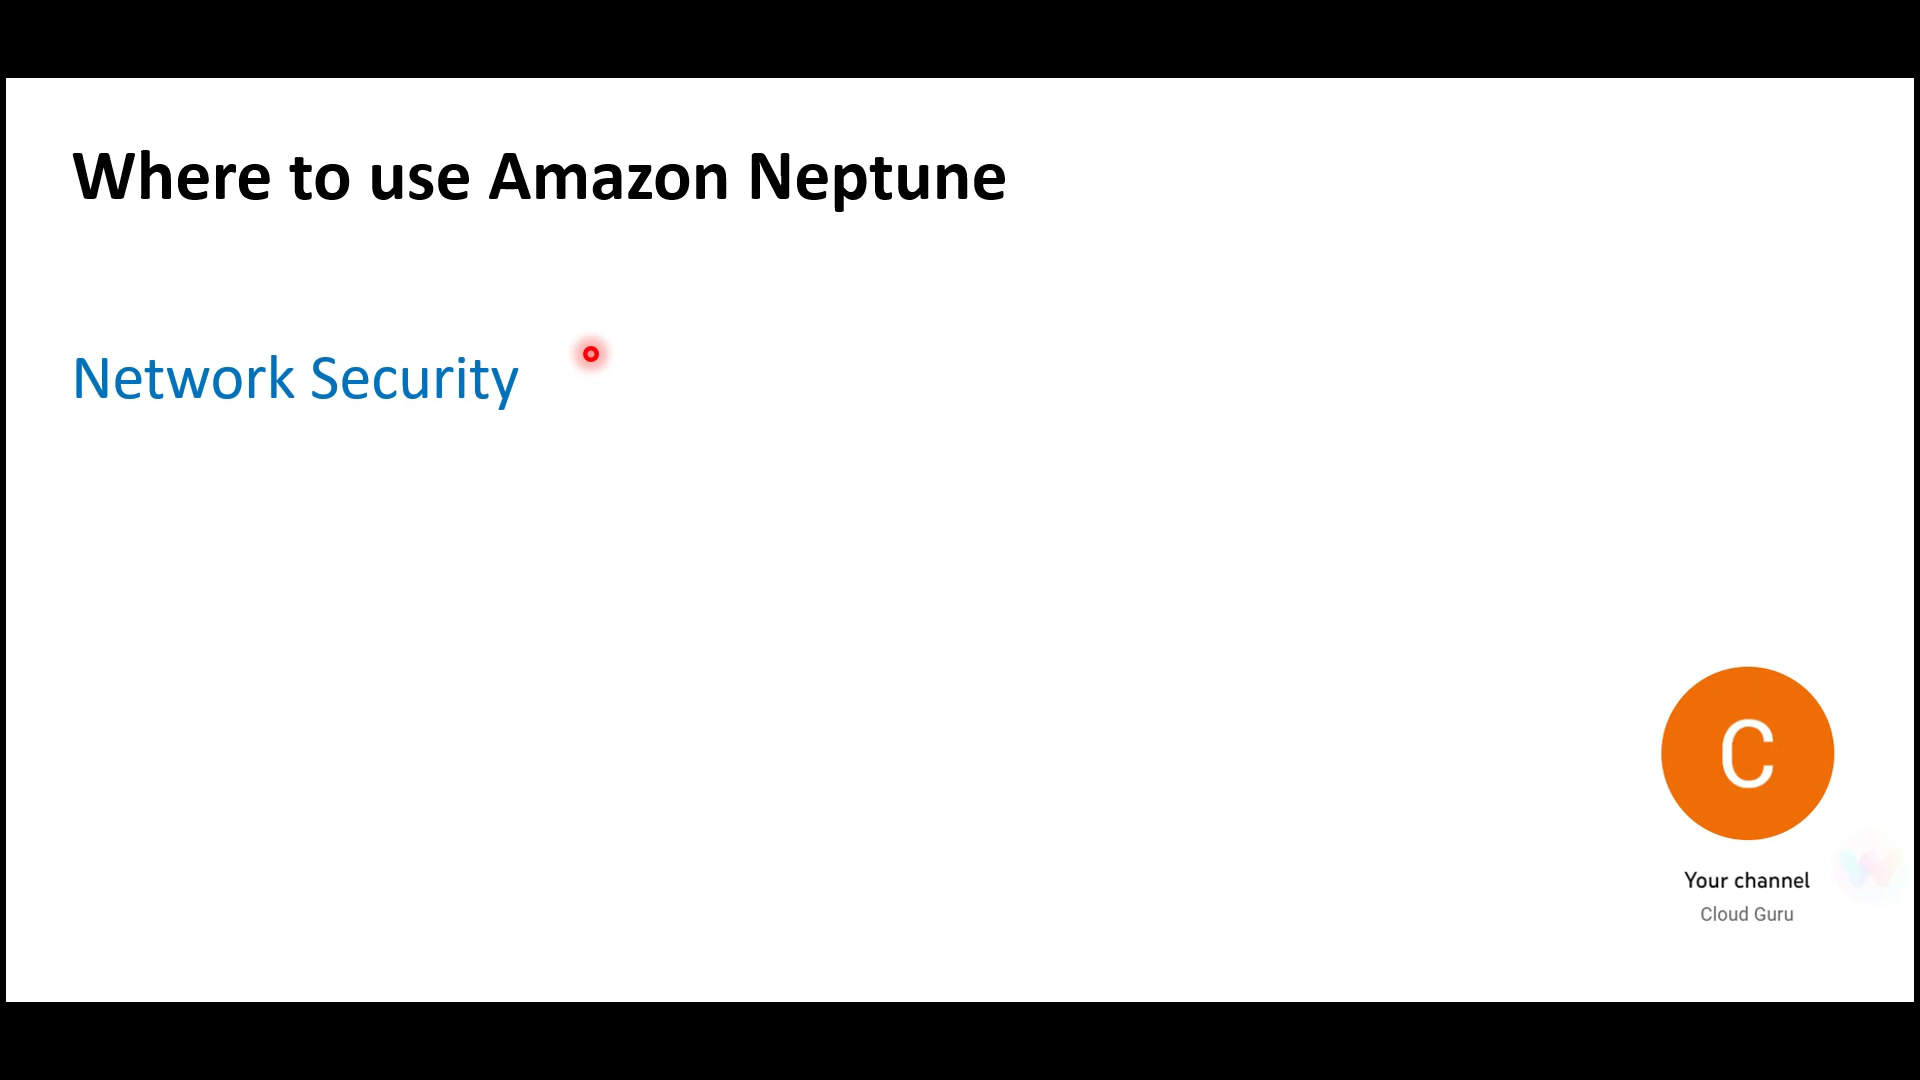 Where to use Amazon Neptune
Network Security
C
Your channel
Cloud Guru